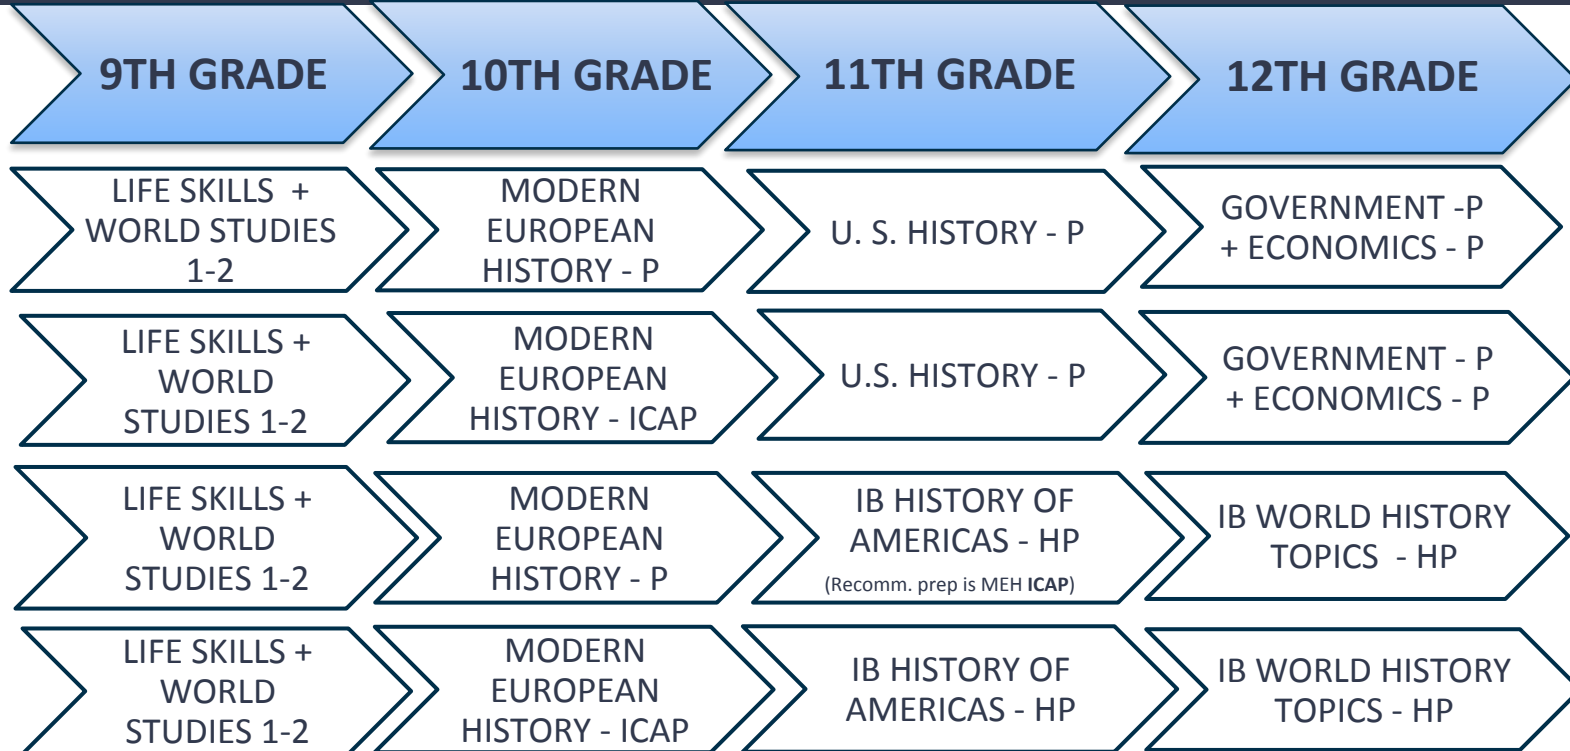 9TH GRADE
10TH GRADE
11TH GRADE
12TH GRADE
LIFE SKILLS +
WORLD STUDIES
1-2
MODERN
EUROPEAN
HISTORY - P
U. S. HISTORY - P
GOVERNMENT -P
+ ECONOMICS - P
LIFE SKILLS +
WORLD
STUDIES 1-2
MODERN
EUROPEAN
HISTORY - ICAP
U.S. HISTORY - P
GOVERNMENT - P
+ ECONOMICS - P
LIFE SKILLS +
WORLD
STUDIES 1-2
MODERN
EUROPEAN
HISTORY - P
IB HISTORY OF
AMERICAS - HP
(Recomm. prep is MEH ICAP)
IB WORLD HISTORY
TOPICS - HP
LIFE SKILLS +
WORLD
STUDIES 1-2
MODERN
EUROPEAN
HISTORY - ICAP
IB HISTORY OF
AMERICAS - HP
IB WORLD HISTORY
TOPICS - HP